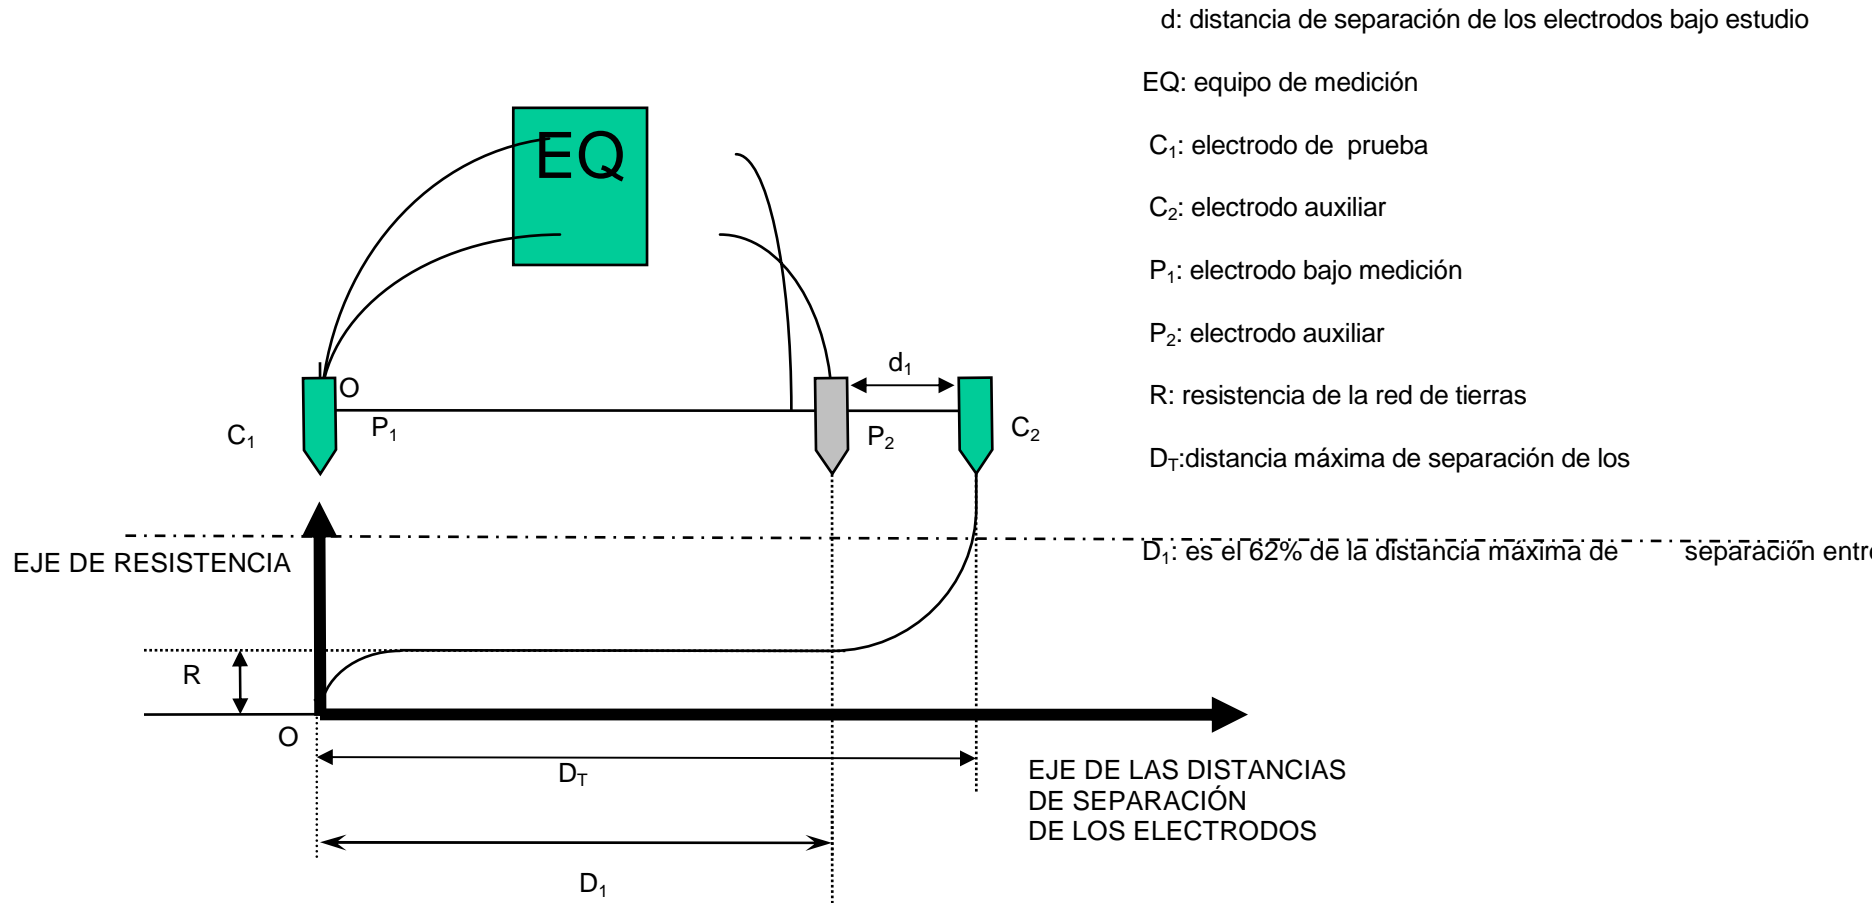 d: distancia de separación de los electrodos bajo estudio
EQ: equipo de medición
C₁: electrodo de prueba
C₂: electrodo auxiliar
P₁: electrodo bajo medición
P₂: electrodo auxiliar
R: resistencia de la red de tierras
D_T:distancia máxima de separación de los
D₁: es el 62% de la distancia máxima de separación entre
EQ
O
C₁
P₁
d₁
P₂
C₂
EJE DE RESISTENCIA
R
O
D_T
D₁
EJE DE LAS DISTANCIAS
DE SEPARACIÓN
DE LOS ELECTRODOS